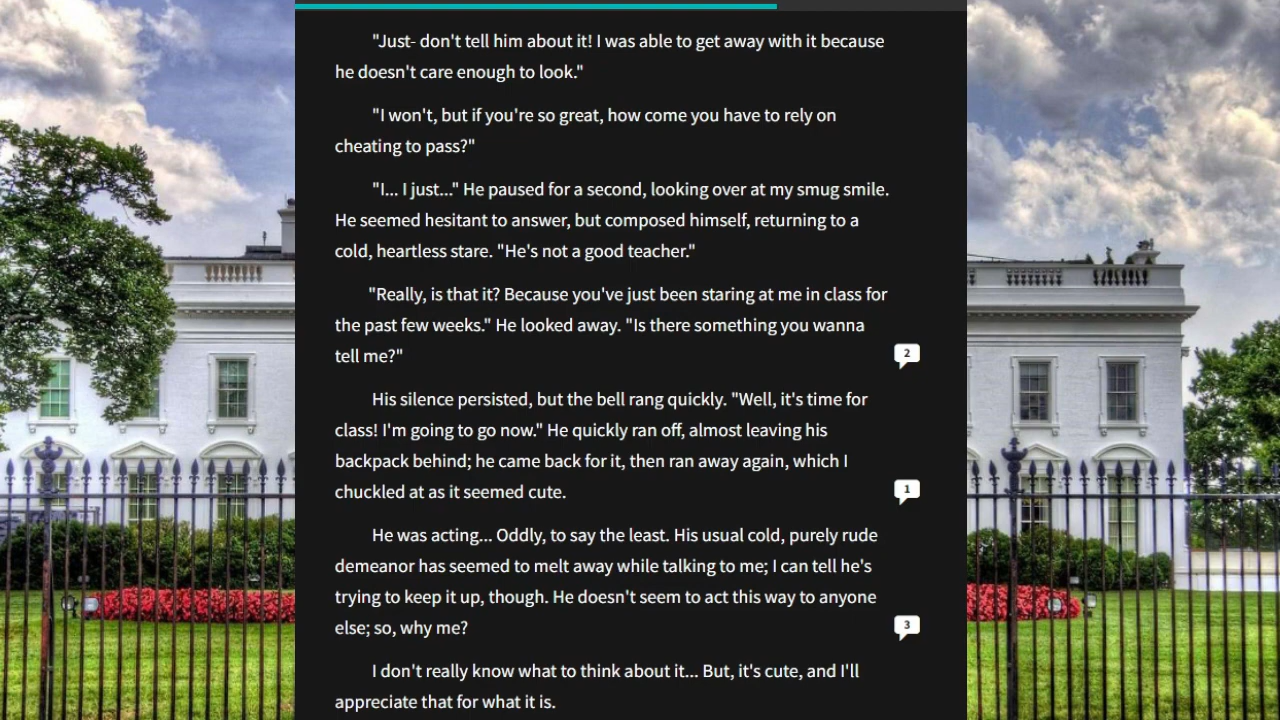 "Just- don't tell him about it! I was able to get away with it because
he doesn't care enough to look."
"I won't, but if you're so great, how come you have to rely on
cheating to pass?"
"I... I just..." He paused for a second, looking over at my smug smile.
He seemed hesitant to answer, but composed himself, returning to a
cold, heartless stare. "He's not a good teacher."
"Really, is that it? Because you've just been staring at me in class for
the past few weeks." He looked away. "Is there something you wanna
tell me?"
2
His silence persisted, but the bell rang quickly. "Well, it's time for
class! I'm going to go now." He quickly ran off, almost leaving his
backpack behind; he came back for it, then ran away again, which I
chuckled at as it seemed cute.
1
He was acting... Oddly, to say the least. His usual cold, purely rude
demeanor has seemed to melt away while talking to me; I can tell he's
trying to keep it up, though. He doesn't seem to act this way to anyone
else; so, why me?
3
I don't really know what to think about it... But, it's cute, and I'll
appreciate that for what it is.